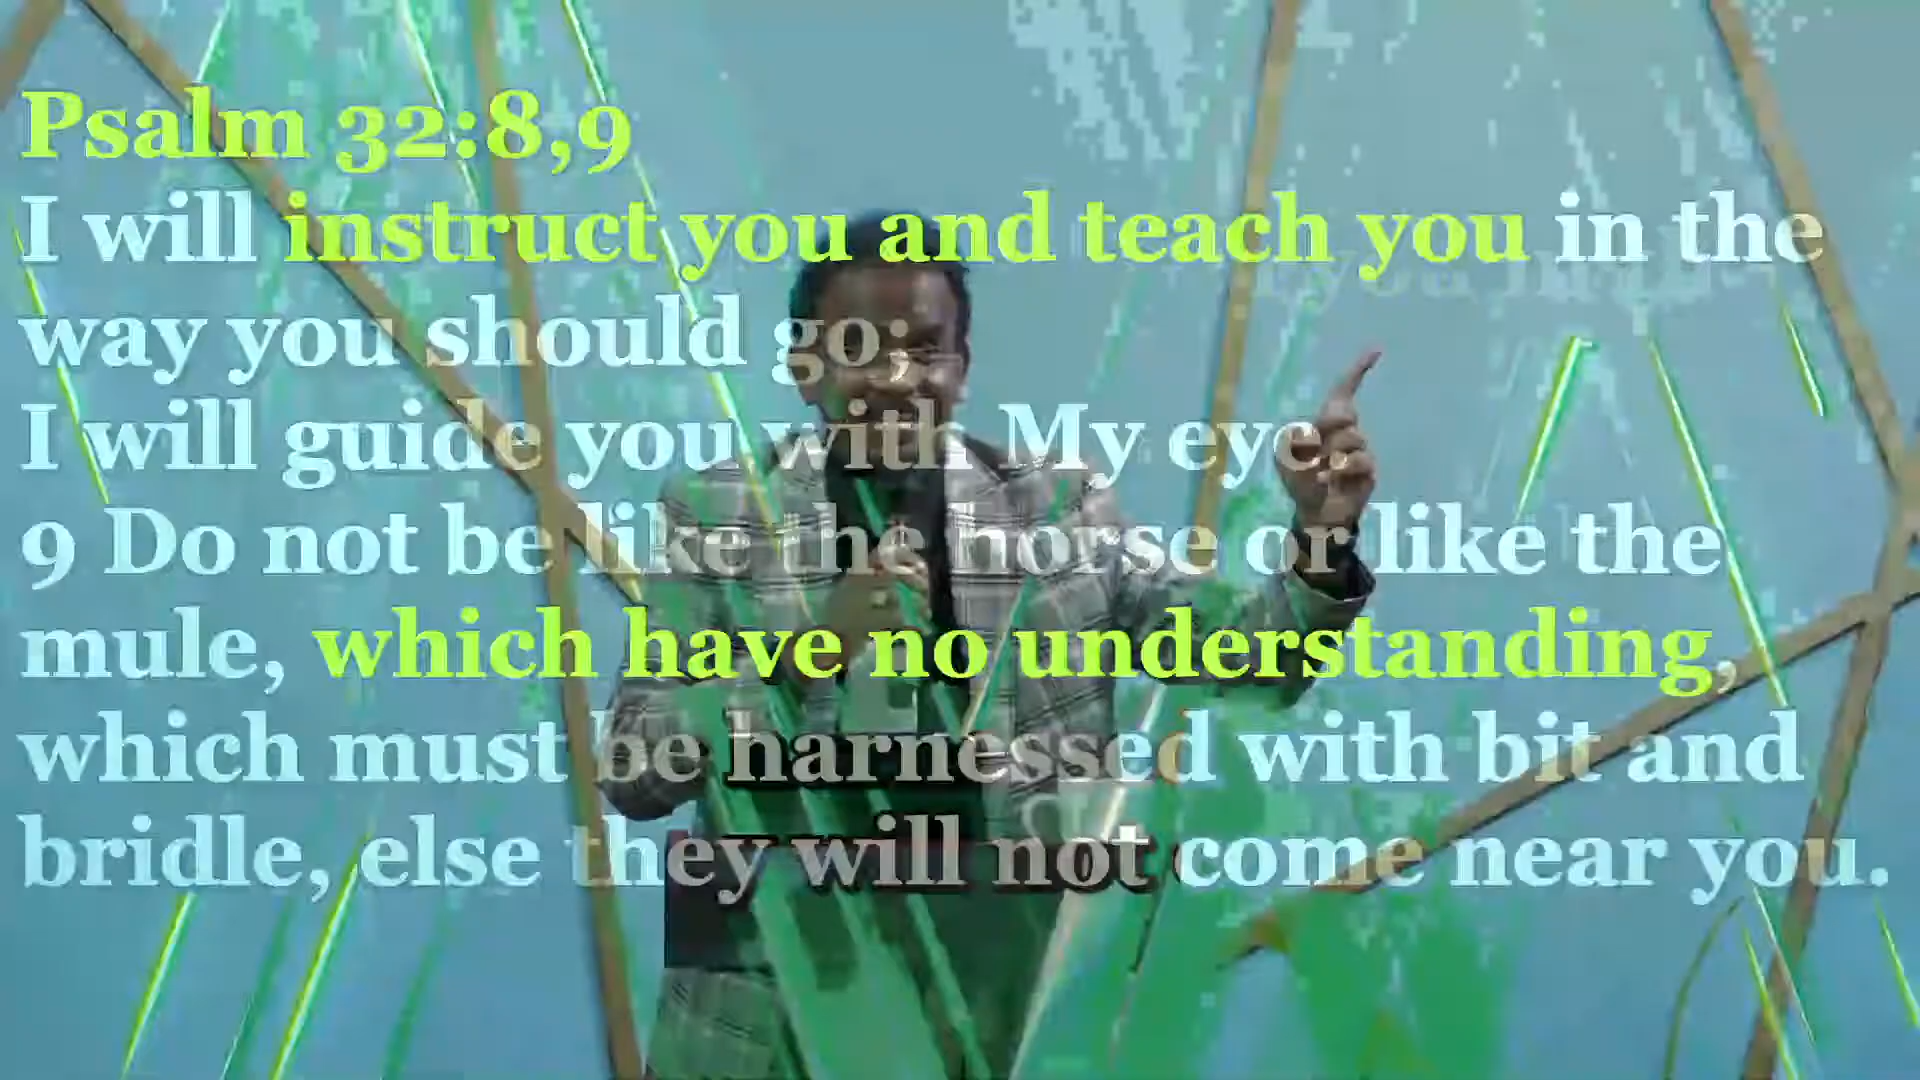 Psalm 32:8,9
I will instruct you and teach you in the
way you should go;
I will guide you with My eye.
9 Do not be like the horse or like the
mule, which have no understanding,
which must be harnessed with bit and
bridle, else they will not come near you.